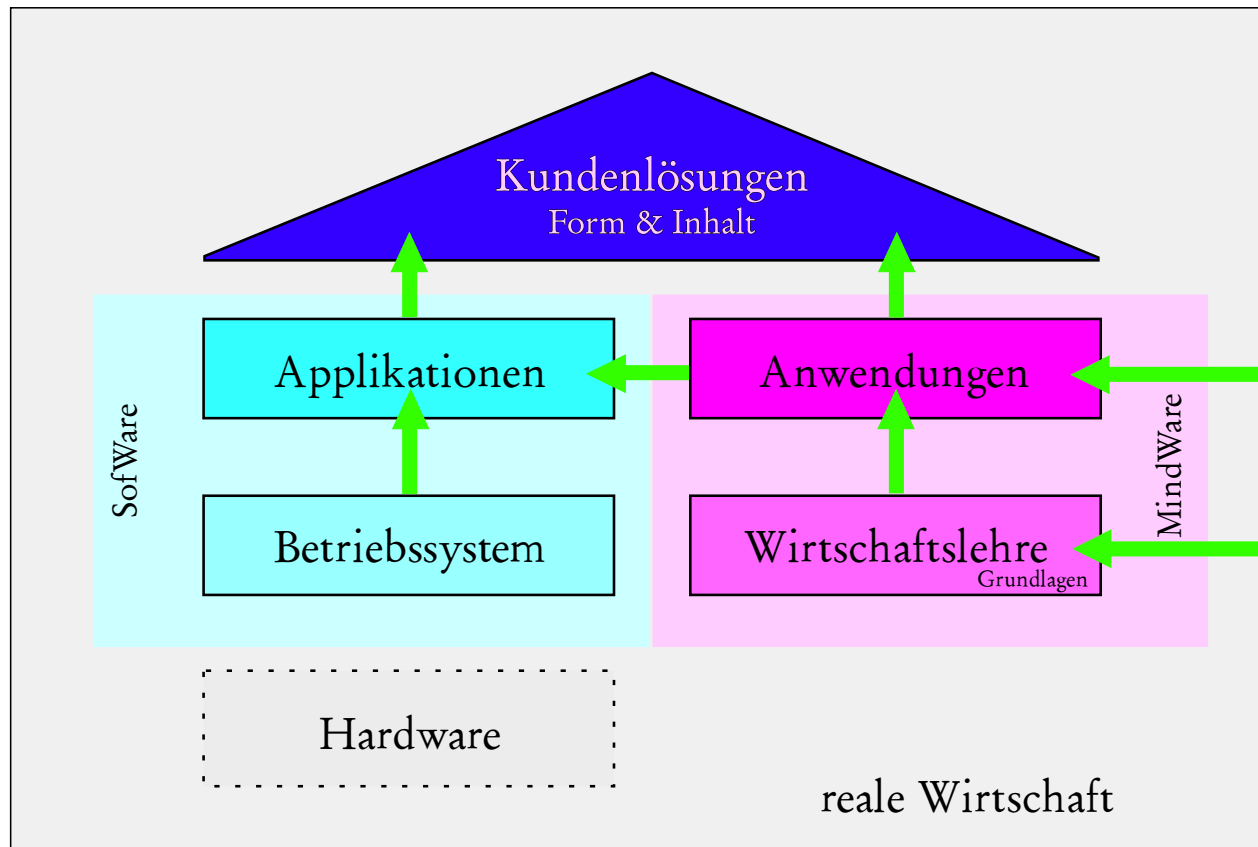 Kundenlösungen
Form & Inhalt
Applikationen
Anwendungen
SofWare
MindWare
Betriebssystem
Wirtschaftslehre
Grundlagen
Hardware
reale Wirtschaft